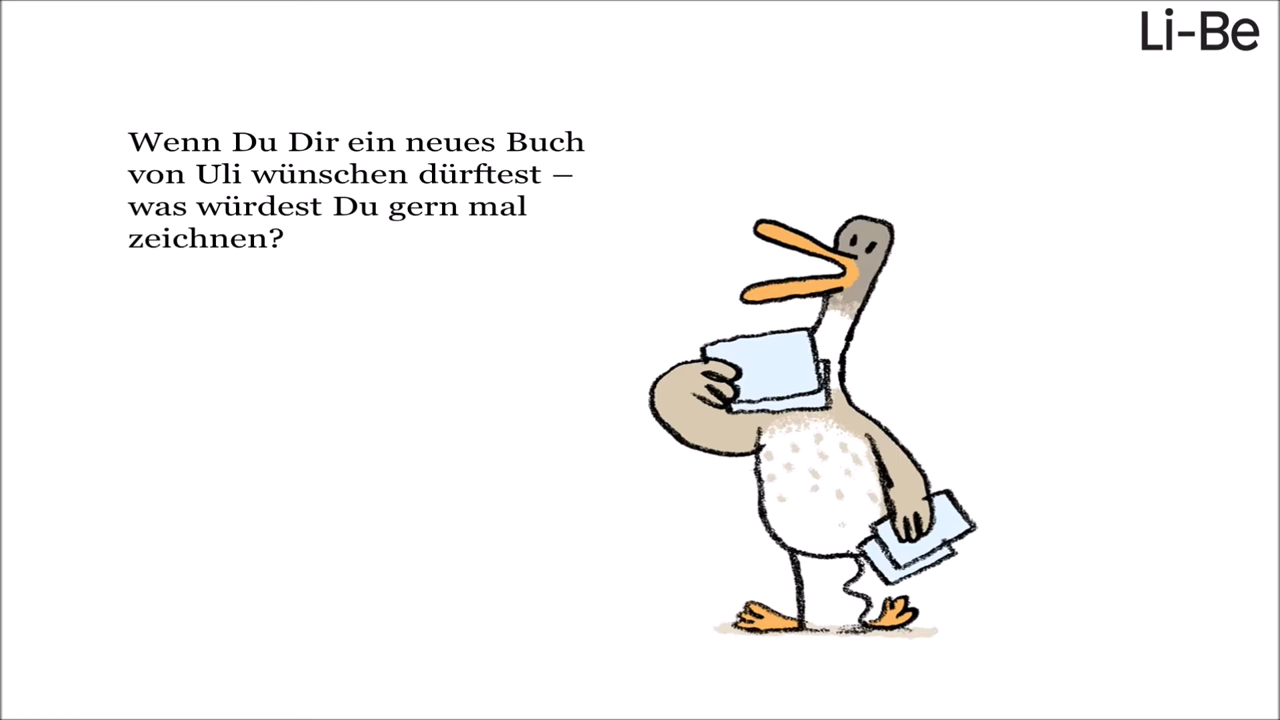 Li-Be
Wenn Du Dir ein neues Buch
von Uli wünschen dürftest –
was würdest Du gern mal
zeichnen?